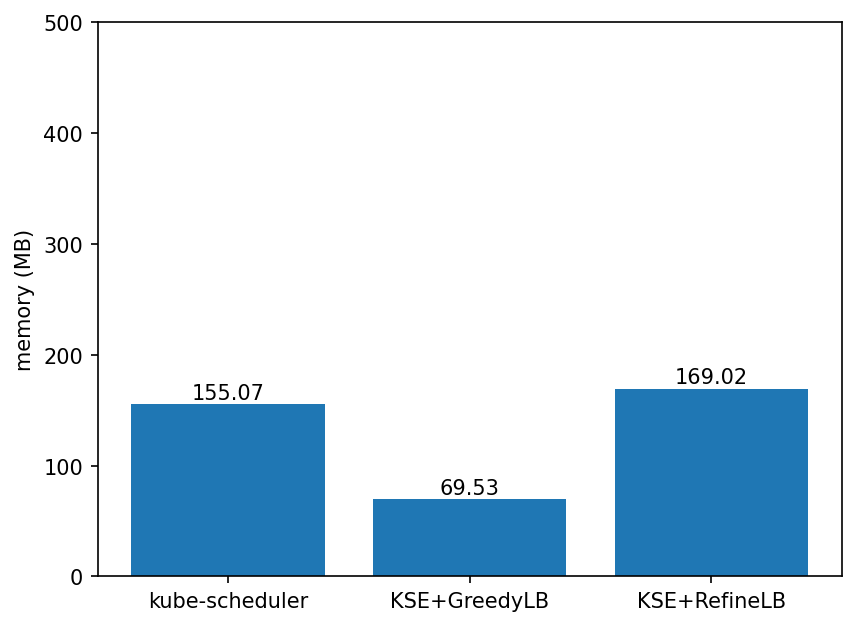 500
400
300
200
100
0
memory (MB)
155.07
69.53
169.02
kube-scheduler
KSE+GreedyLB
KSE+RefineLB